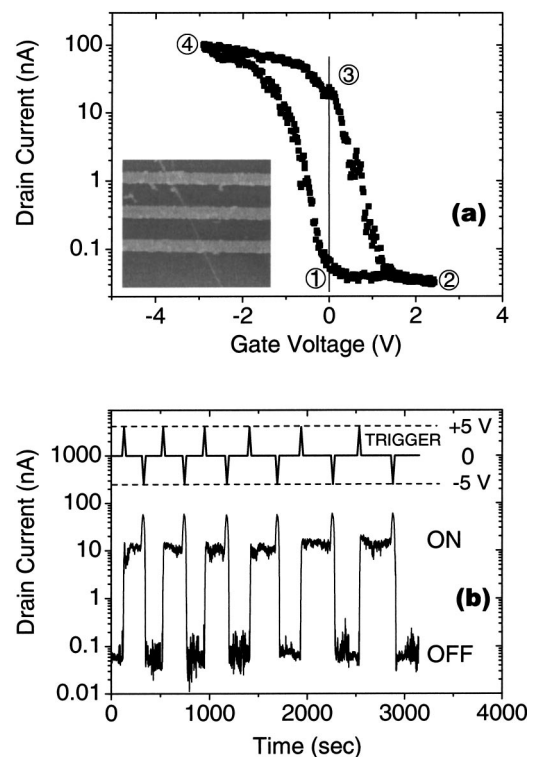 100
10
1
0.1
Drain Current (nA)
④
③
①
②
(a)
-4 -2 0 2 4
Gate Voltage (V)
+5 V
TRIGGER
0
-5 V
1000
100
10
1
0.1
0.01
Drain Current (nA)
ON
(b)
OFF
0 1000 2000 3000 4000
Time (sec)